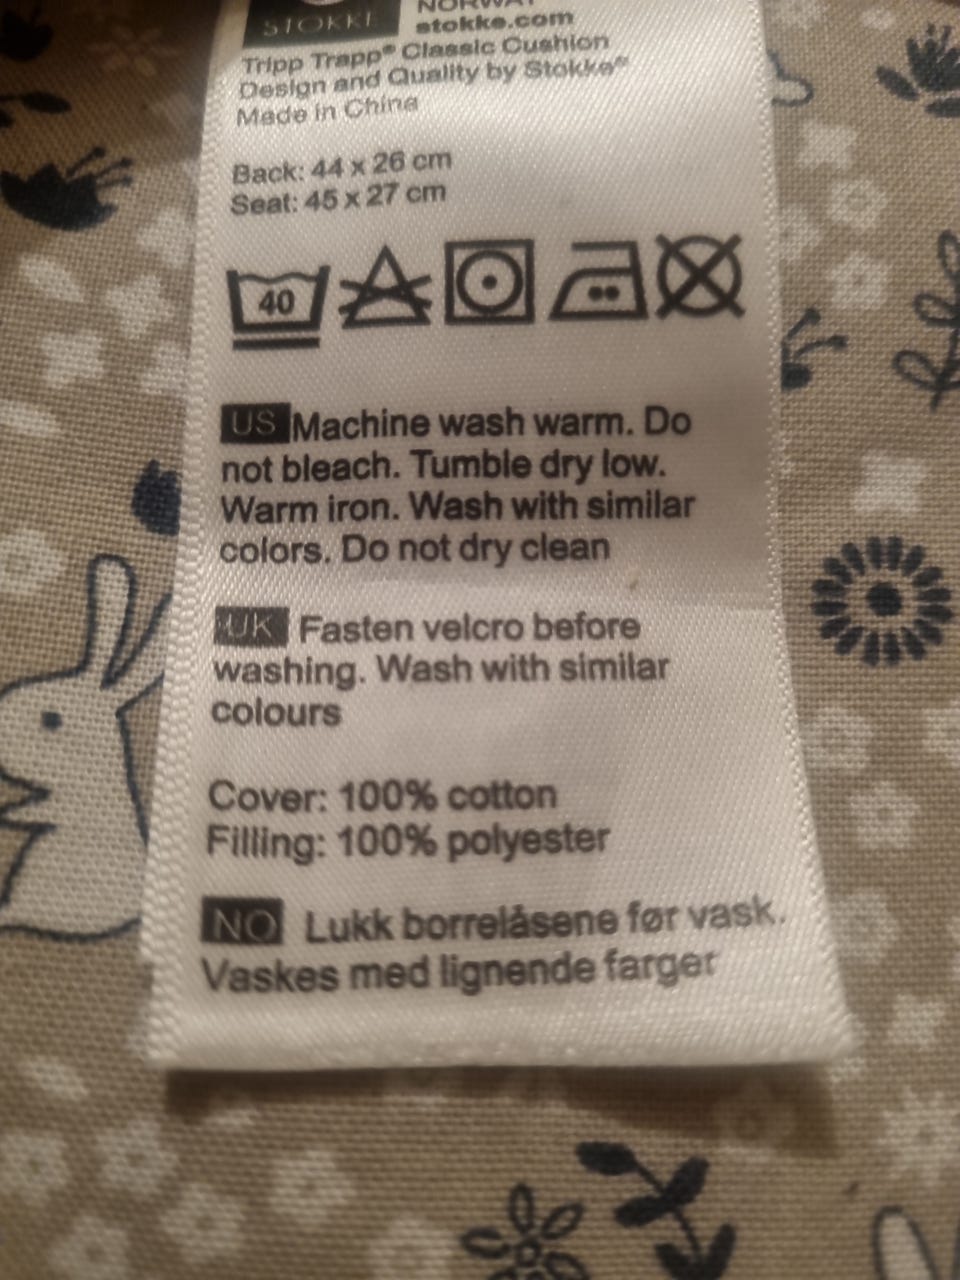 STOKKE
NORWAY
stokke.com
Tripp Trapp® Classic Cushion
Design and Quality by Stokke®
Made in China
Back: 44 x 26 cm
Seat: 45 x 27 cm
40
US Machine wash warm. Do
not bleach. Tumble dry low.
Warm iron. Wash with similar
colors. Do not dry clean
UK Fasten velcro before
washing. Wash with similar
colours
Cover: 100% cotton
Filling: 100% polyester
NO Lukk borrelåsene før vask.
Vaskes med lignende farger